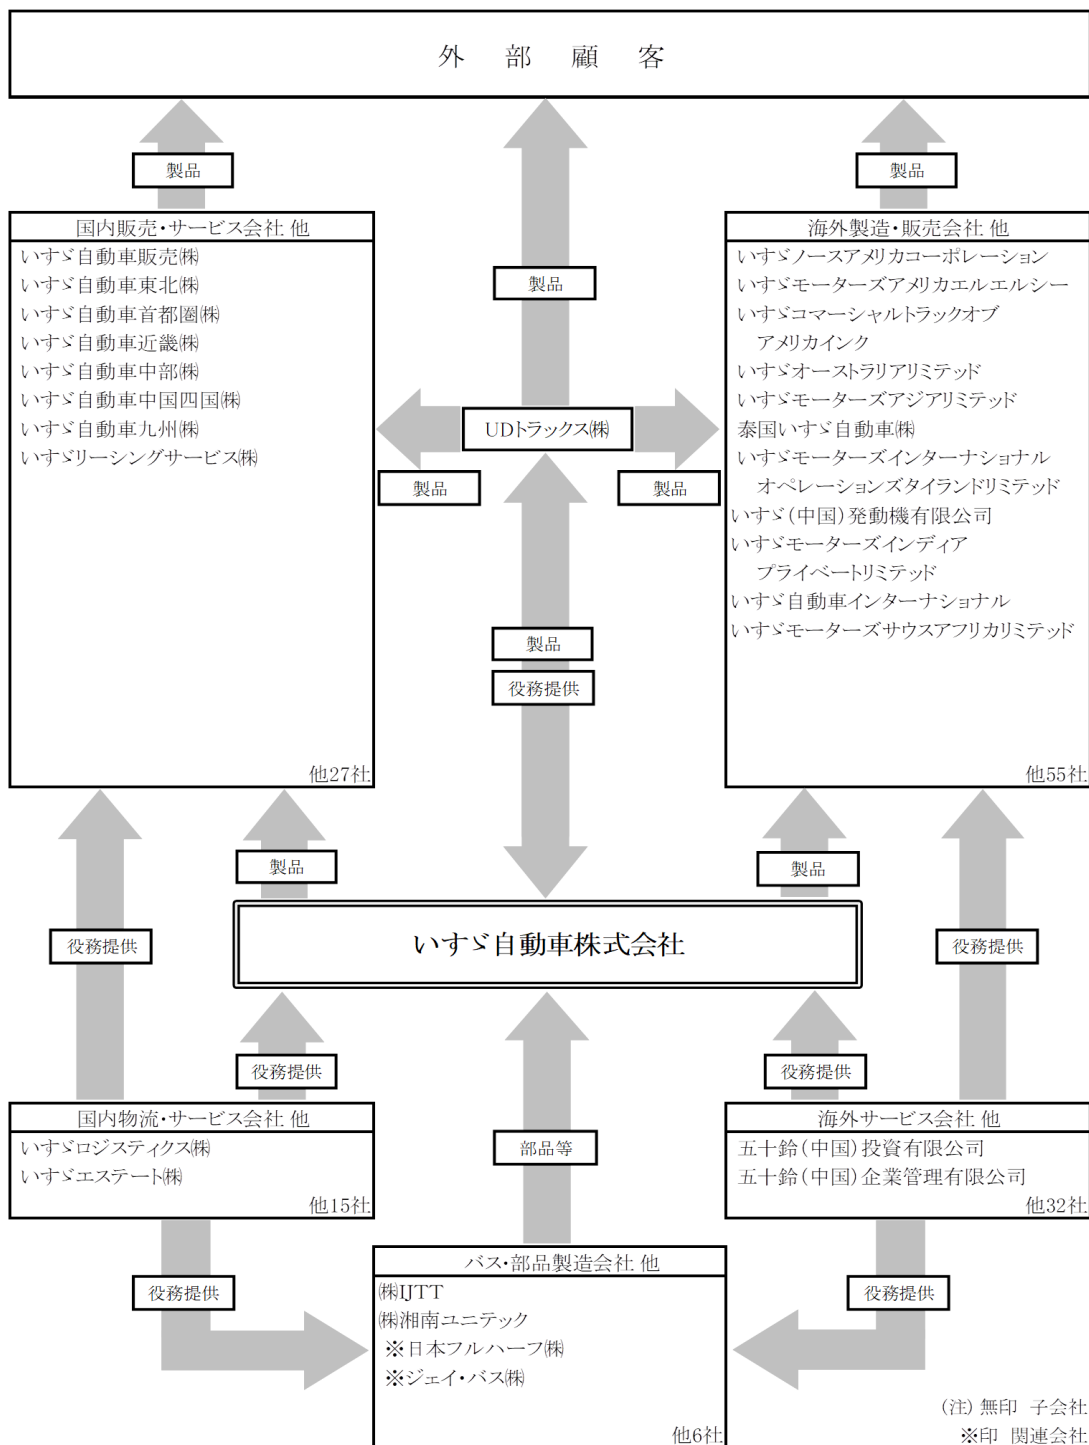 外部顧客
製品
製品
製品
国内販売・サービス会社 他
いすゞ自動車販売㈱
いすゞ自動車東北㈱
いすゞ自動車首都圏㈱
いすゞ自動車近畿㈱
いすゞ自動車中部㈱
いすゞ自動車中国四国㈱
いすゞ自動車九州㈱
いすゞリーシングサービス㈱
他27社
UDトラックス㈱
製品
製品
製品
役務提供
海外製造・販売会社 他
いすゞノースアメリカコーポレーション
いすゞモーターズアメリカエルエルシー
いすゞコマーシャルトラックオブ
アメリカインク
いすゞオーストラリアリミテッド
いすゞモーターズアジアリミテッド
泰国いすゞ自動車㈱
いすゞモーターズインターナショナル
オペレーションズタイランドリミテッド
いすゞ(中国)発動機有限公司
いすゞモーターズインディア
プライベートリミテッド
いすゞ自動車インターナショナル
いすゞモーターズサウスアフリカリミテッド
他55社
製品
製品
役務提供
いすゞ自動車株式会社
役務提供
役務提供
役務提供
国内物流・サービス会社 他
いすゞロジスティクス㈱
いすゞエステート㈱
他15社
部品等
海外サービス会社 他
五十鈴(中国)投資有限公司
五十鈴(中国)企業管理有限公司
他32社
役務提供
役務提供
バス・部品製造会社 他
㈱IJTT
㈱湘南ユニテック
※日本フルハーフ㈱
※ジェイ・バス㈱
他6社
(注) 無印 子会社
※印 関連会社